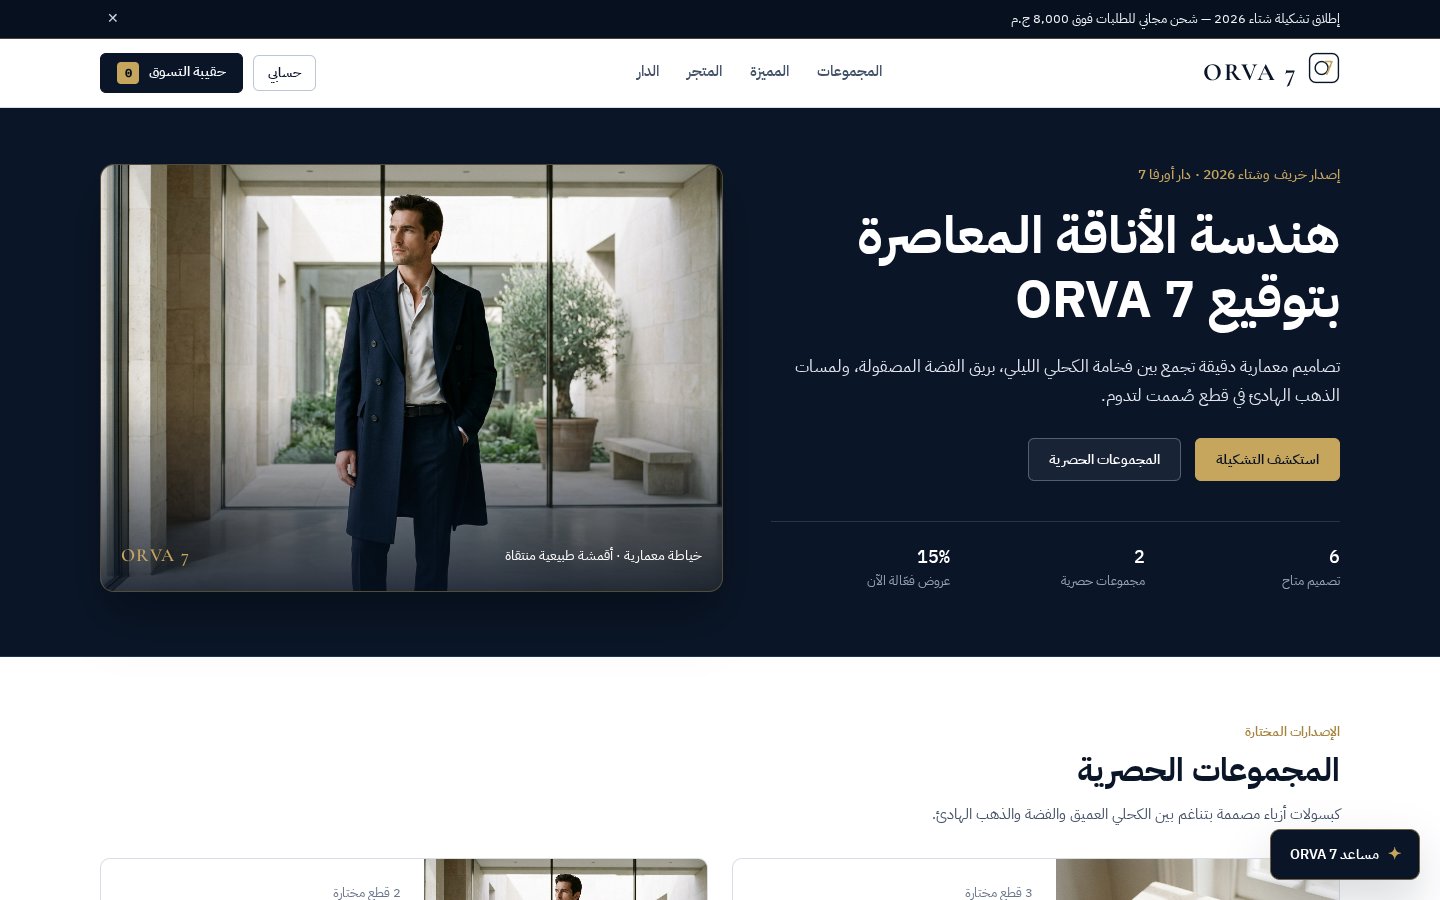 إطلاق تشكيلة شتاء 2026 — شحن مجاني للطلبات فوق 8,000 ج.م
✕
ORVA 7
المجموعات
المميزة
المتجر
الدار
حسابي
حقيبة التسوق 0
إصدار خريف وشتاء 2026 · دار أورفا 7
هندسة الأناقة المعاصرة
بتوقيع ORVA 7
تصاميم معمارية دقيقة تجمع بين فخامة الكحلي الليلي، بريق الفضة المصقولة، ولمسات
الذهب الهادئ في قطع صُممت لتدوم.
استكشف التشكيلة
المجموعات الحصرية
6
تصميم متاح
2
مجموعات حصرية
15%
عروض فعّالة الآن
خياطة معمارية · أقمشة طبيعية منتقاة
ORVA 7
الإصدارات المختارة
المجموعات الحصرية
كبسولات أزياء مصممة بتناغم بين الكحلي العميق والفضة والذهب الهادئ.
3 قطع مختارة
2 قطع مختارة
✦ مساعد ORVA 7